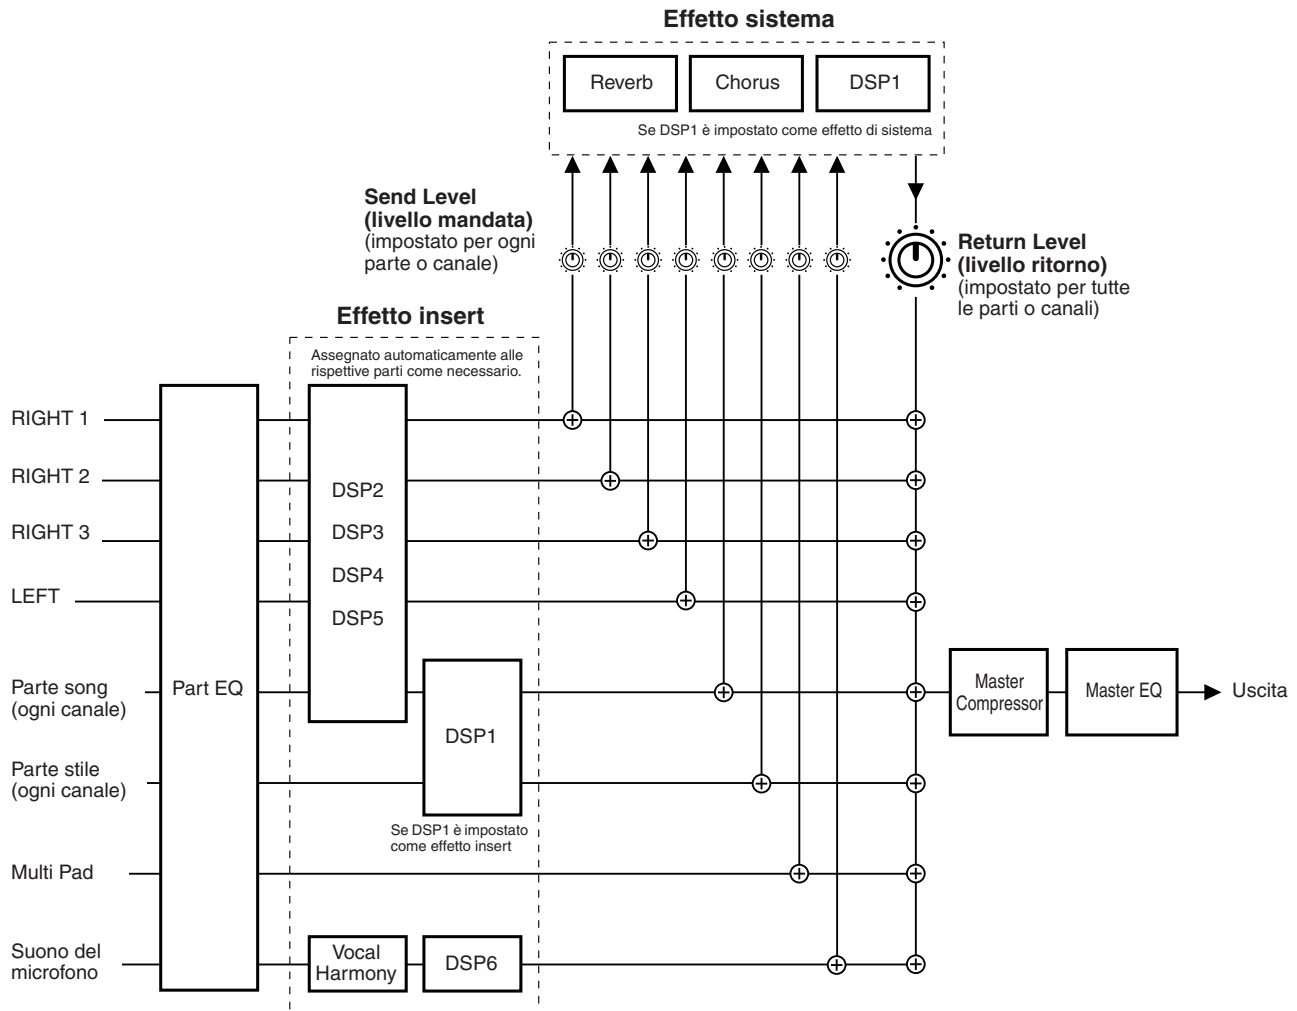 Effetto sistema
Reverb
Chorus
DSP1
Se DSP1 è impostato come effetto di sistema
Send Level
(livello mandata)
(impostato per ogni
parte o canale)
Return Level
(livello ritorno)
(impostato per tutte
le parti o canali)
Effetto insert
Assegnato automaticamente alle
rispettive parti come necessario.
RIGHT 1
RIGHT 2
RIGHT 3
LEFT
Parte song
(ogni canale)
Parte stile
(ogni canale)
Multi Pad
Suono del
microfono
Part EQ
DSP2
DSP3
DSP4
DSP5
DSP1
Se DSP1 è impostato
come effetto insert
Vocal
Harmony
DSP6
Master
Compressor
Master EQ
Uscita